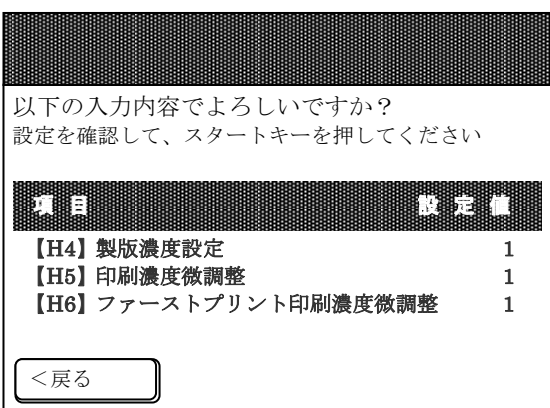 以下の入力内容でよろしいですか？
設定を確認して、スタートキーを押してください
項 目 設 定 値
【H4】製版濃度設定 1
【H5】印刷濃度微調整 1
【H6】ファーストプリント印刷濃度微調整 1
＜戻る